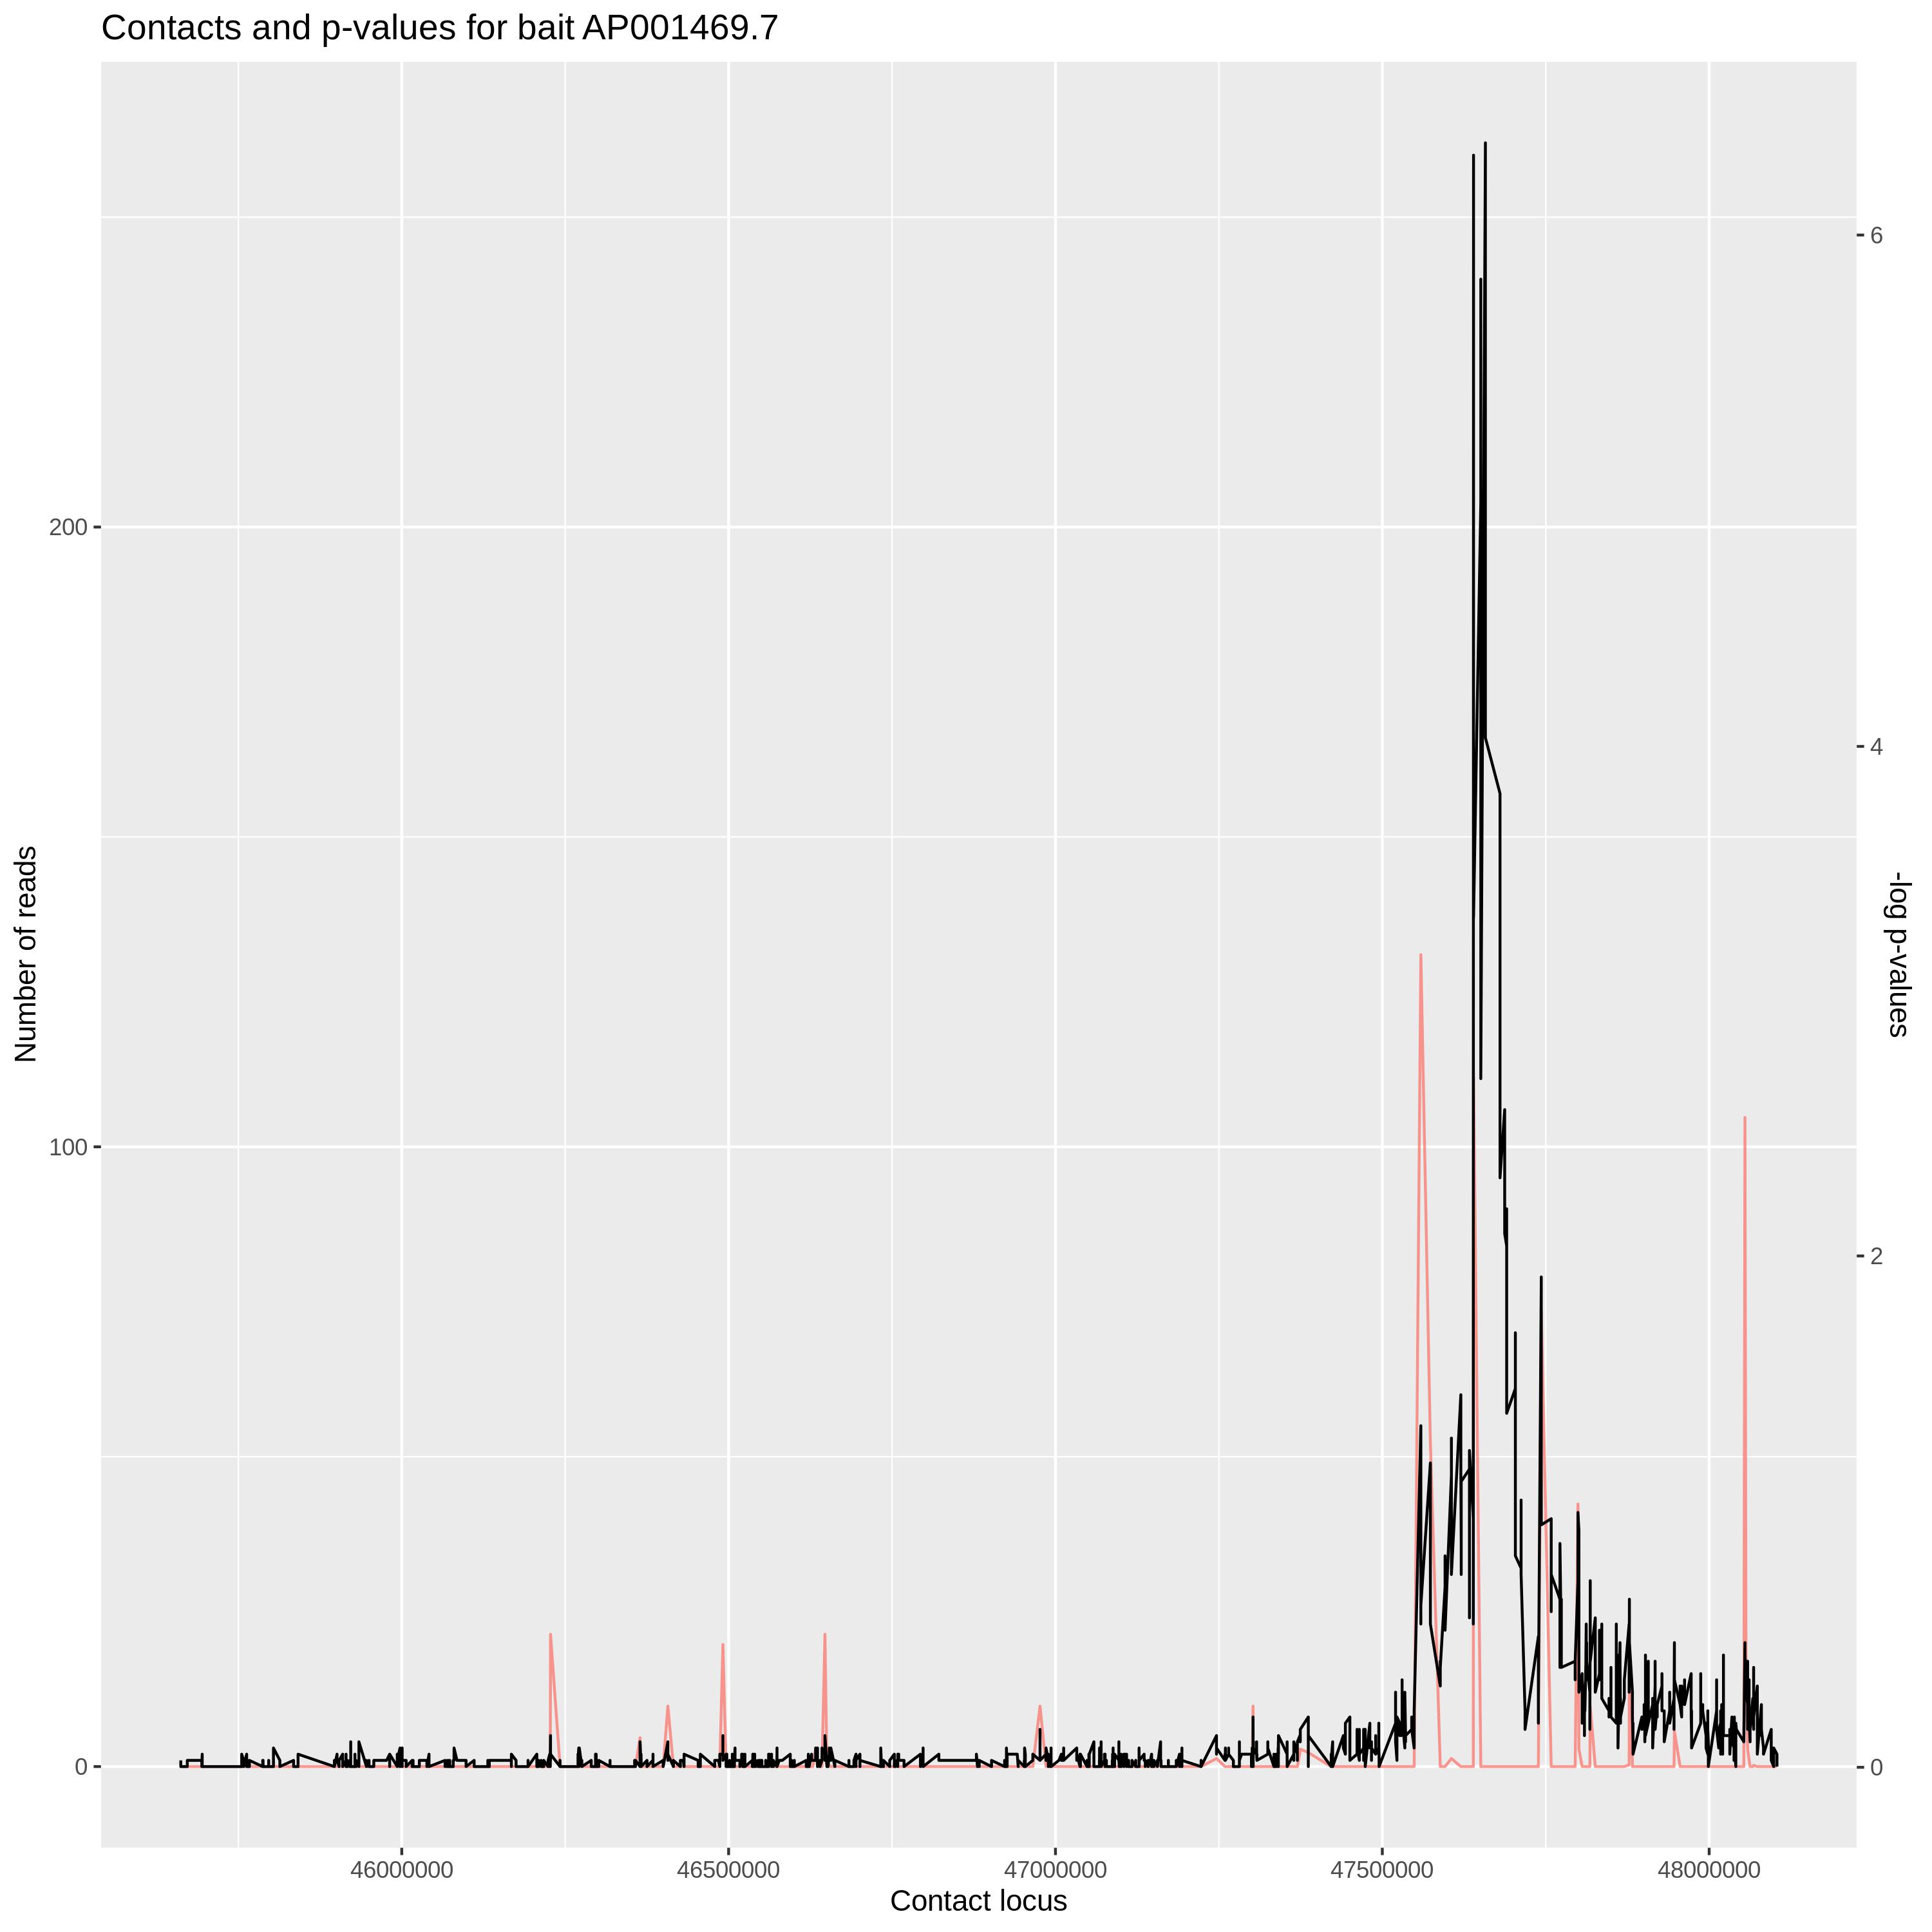 Contacts and p-values for bait AP001469.7
200
100
0
Number of reads
6
4
2
0
-log p-values
46000000 46500000 47000000 47500000 48000000
Contact locus